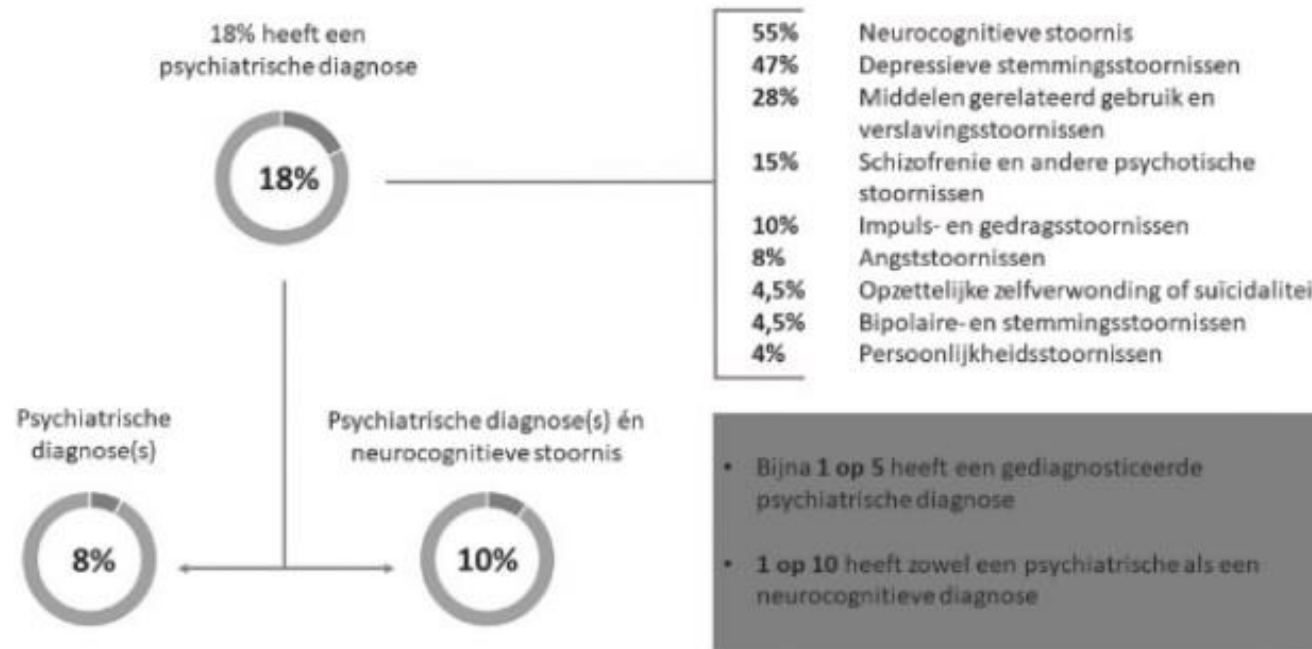 18% heeft een
psychiatrische diagnose
18%
55% Neurocognitieve stoornis
47% Depressieve stemmingsstoornissen
28% Middelen gerelateerd gebruik en
verslavingsstoornissen
15% Schizofrenie en andere psychotische
stoornissen
10% Impuls- en gedragsstoornissen
8% Angststoornissen
4,5% Opzettelijke zelfverwonding of suïcidalitei
4,5% Bipolaire- en stemmingsstoornissen
4% Persoonlijkheidsstoornissen
Psychiatrische
diagnose(s)
8%
Psychiatrische diagnose(s) én
neurocognitieve stoornis
10%
• Bijna 1 op 5 heeft een gediagnosticeerde
psychiatrische diagnose
• 1 op 10 heeft zowel een psychiatrische als een
neurocognitieve diagnose